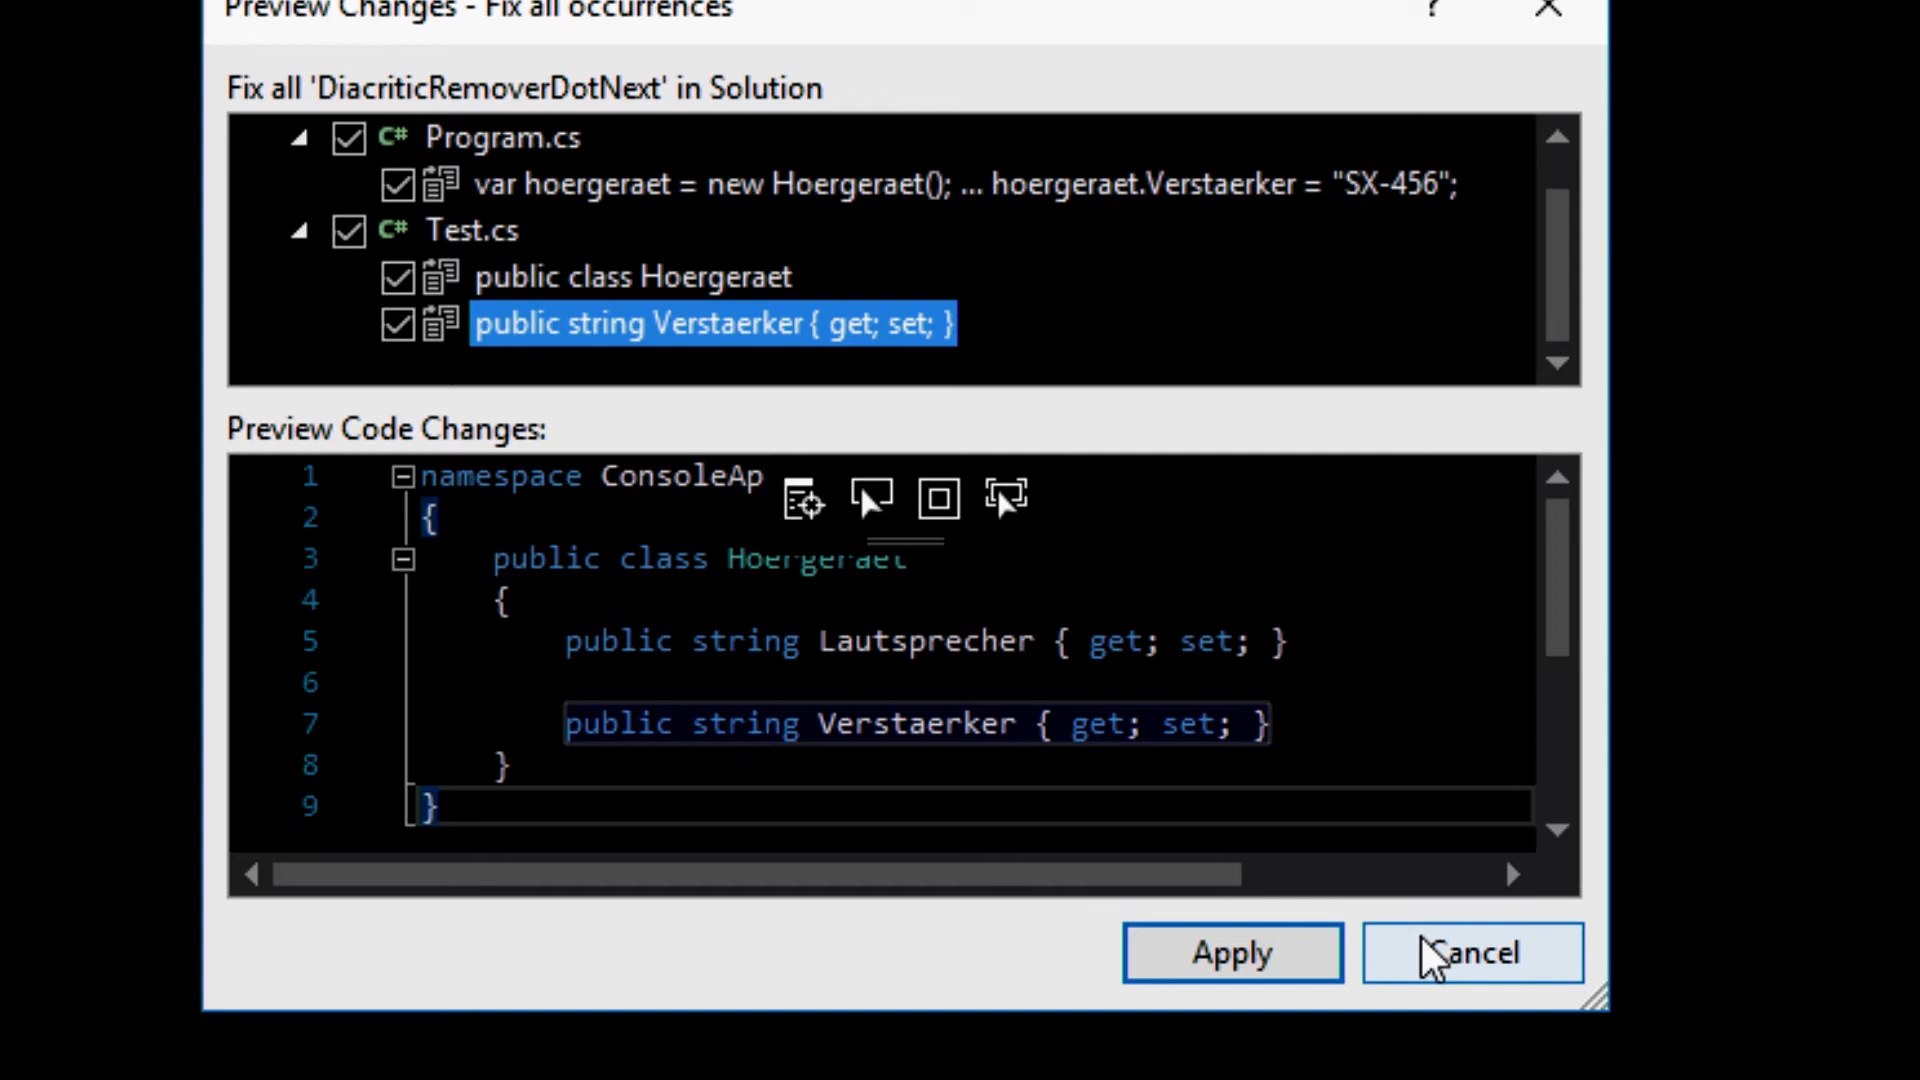 Preview Changes - Fix all occurrences
?
Fix all 'DiacriticRemoverDotNext' in Solution
C# Program.cs
var hoergeraet = new Hoergeraet(); ... hoergeraet.Verstaerker = "SX-456";
C# Test.cs
public class Hoergeraet
public string Verstaerker { get; set; }
Preview Code Changes:
1 namespace ConsoleAp
2 {
3 public class Hoergeraet
4 {
5 public string Lautsprecher { get; set; }
6
7 public string Verstaerker { get; set; }
8 }
9 }
Apply
Cancel